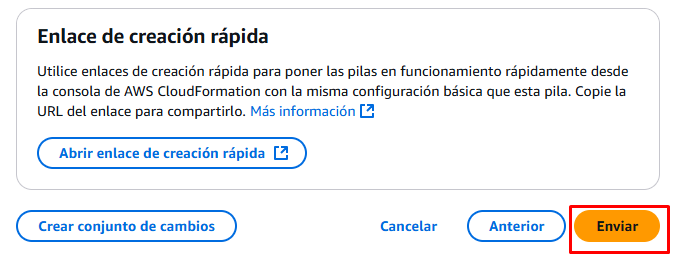 Enlace de creación rápida
Utilice enlaces de creación rápida para poner las pilas en funcionamiento rápidamente desde
la consola de AWS CloudFormation con la misma configuración básica que esta pila. Copie la
URL del enlace para compartirlo. Más información
Abrir enlace de creación rápida
Crear conjunto de cambios Cancelar Anterior Enviar